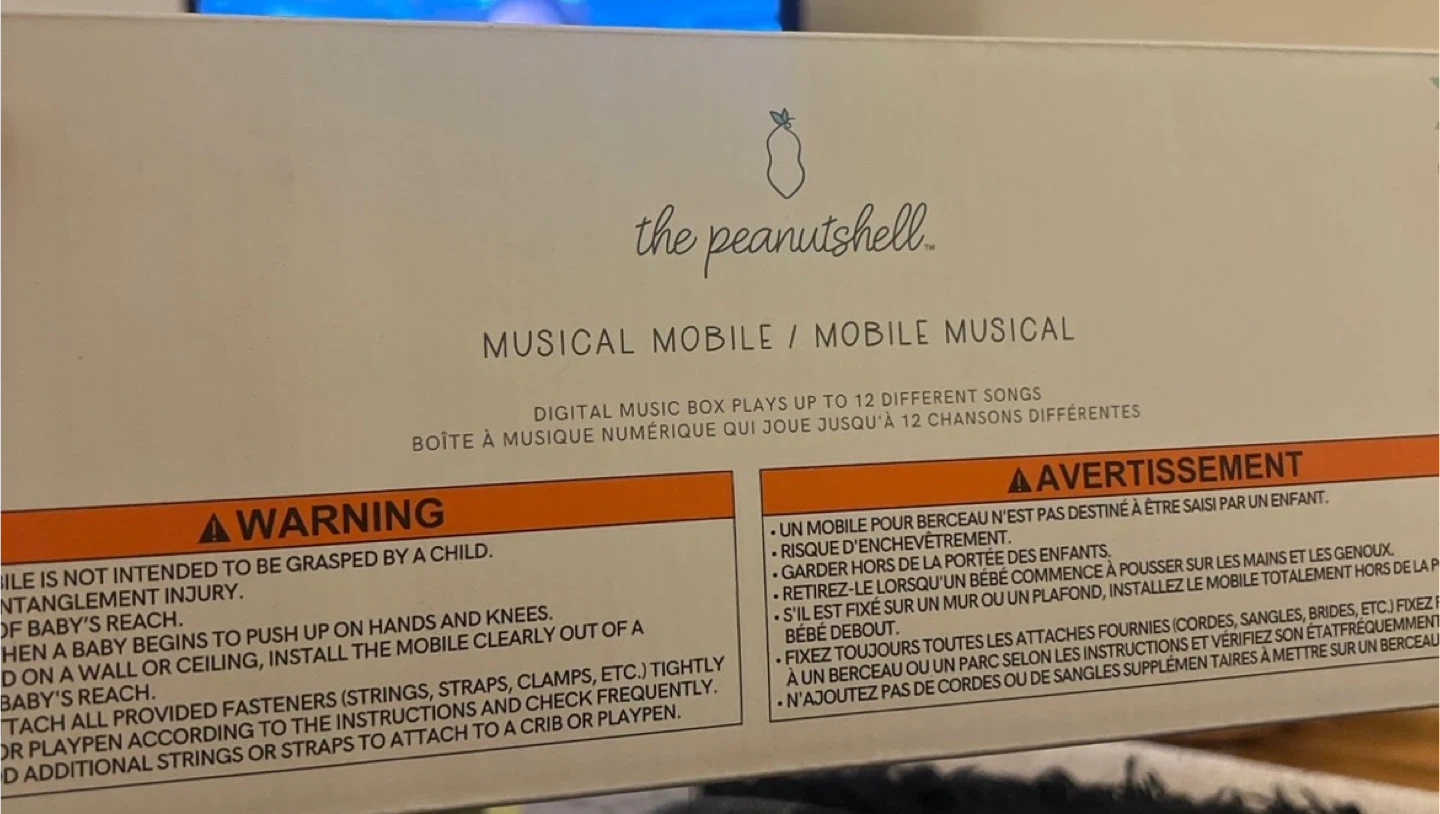 the peanutshell™
MUSICAL MOBILE / MOBILE MUSICAL
DIGITAL MUSIC BOX PLAYS UP TO 12 DIFFERENT SONGS
BOÎTE À MUSIQUE NUMÉRIQUE QUI JOUE JUSQU'À 12 CHANSONS DIFFÉRENTES
⚠WARNING
IS NOT INTENDED TO BE GRASPED BY A CHILD.
INJURY.
OF BABY'S REACH.
A BABY BEGINS TO PUSH UP ON HANDS AND KNEES.
ON A WALL OR CEILING, INSTALL THE MOBILE CLEARLY OUT OF A
BABY'S REACH.
ALL PROVIDED FASTENERS (STRINGS, STRAPS, CLAMPS, ETC.) TIGHTLY
OR PLAYPEN ACCORDING TO THE INSTRUCTIONS AND CHECK FREQUENTLY.
ADDITIONAL STRINGS OR STRAPS TO ATTACH TO A CRIB OR PLAYPEN.
⚠AVERTISSEMENT
• UN MOBILE POUR BERCEAU N'EST PAS DESTINÉ À ÊTRE SAISI PAR UN ENFANT.
• RISQUE D'ENCHEVÊTREMENT.
• GARDER HORS DE LA PORTÉE DES ENFANTS.
• RETIREZ-LE LORSQU'UN BÉBÉ COMMENCE À POUSSER SUR LES MAINS ET LES GENOUX.
• S'IL EST FIXÉ SUR UN MUR OU UN PLAFOND, INSTALLEZ LE MOBILE TOTALEMENT HORS DE LA
BÉBÉ DEBOUT.
• FIXEZ TOUJOURS TOUTES LES ATTACHES FOURNIES (CORDES, SANGLES, BRIDES, ETC.) FIXEZ
À UN BERCEAU OU UN PARC SELON LES INSTRUCTIONS ET VÉRIFIEZ SON ÉTATFRÉQUEMMENT
• N'AJOUTEZ PAS DE CORDES OU DE SANGLES SUPPLÉMEN TAIRES À METTRE SUR UN BERCEAU